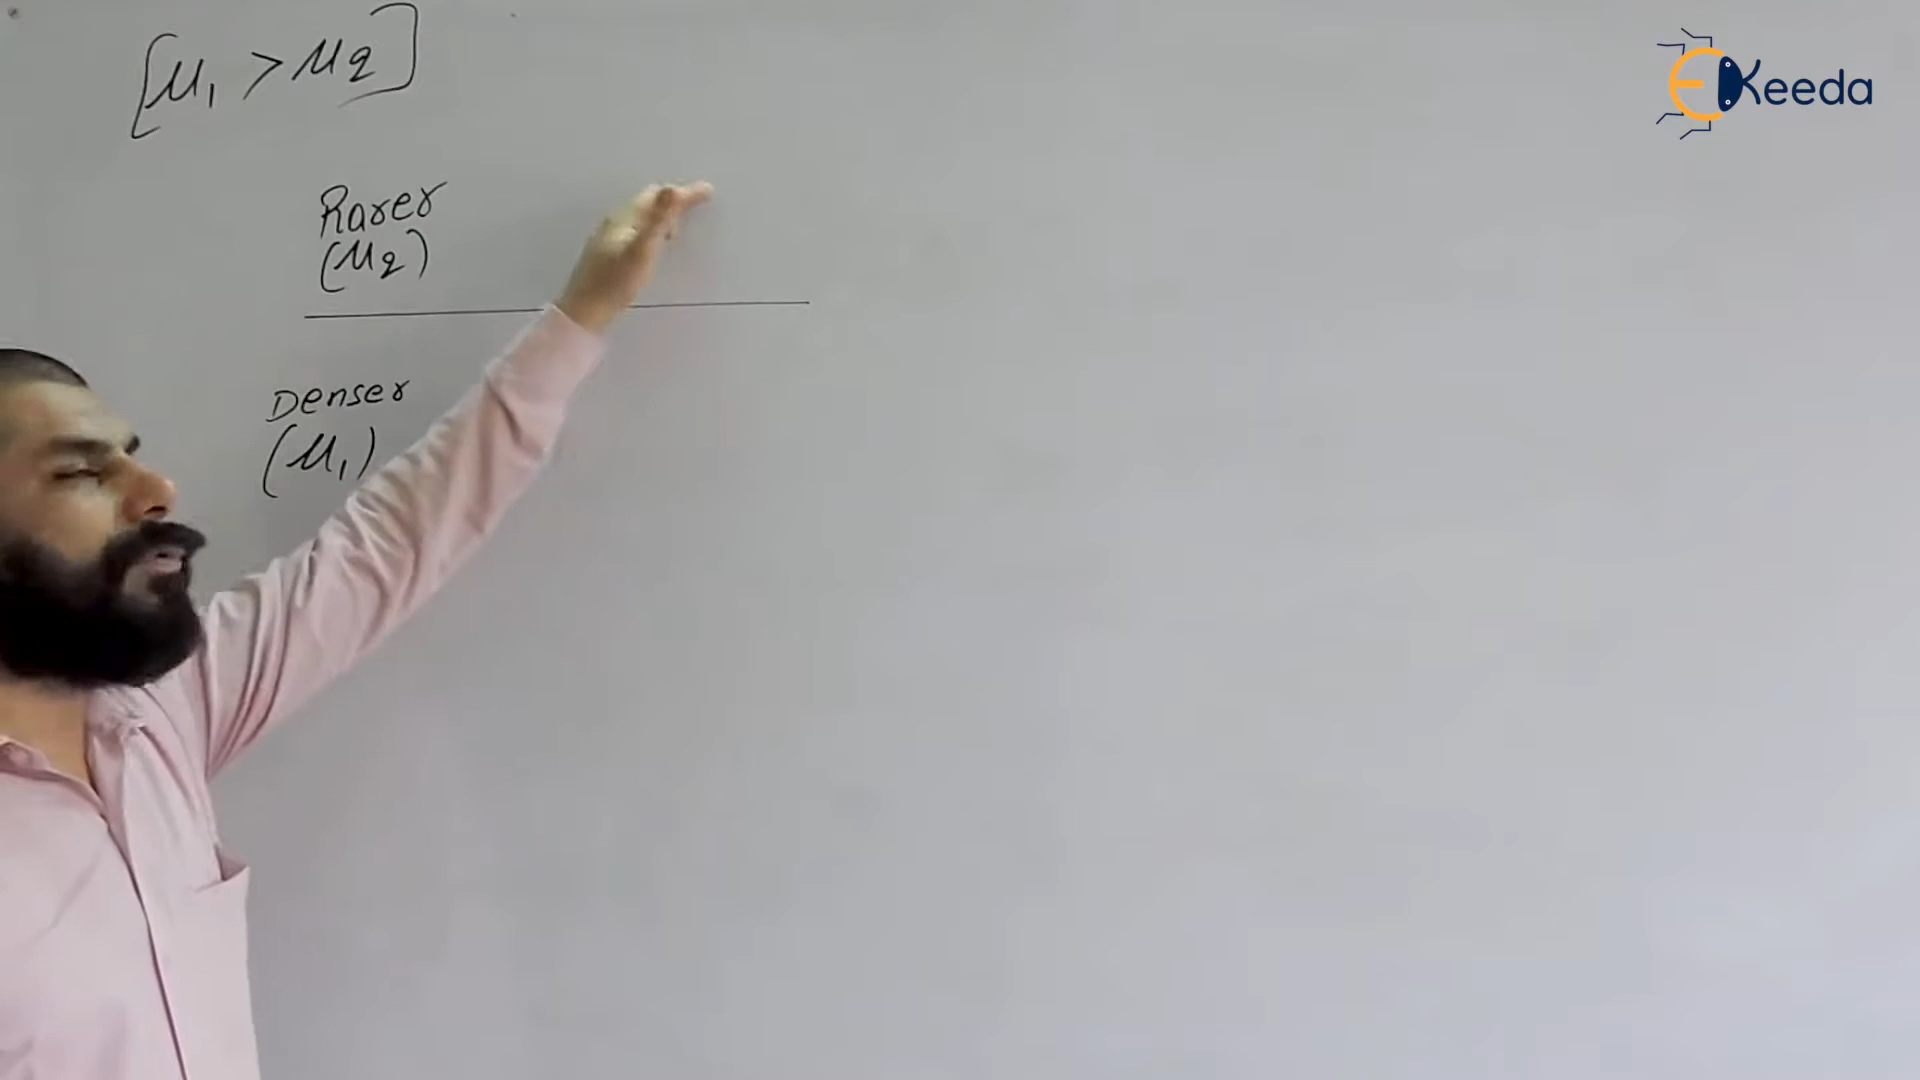 [μ₁ > μ₂]
EKeeda
Rarer
(μ₂)
Denser
(μ₁)